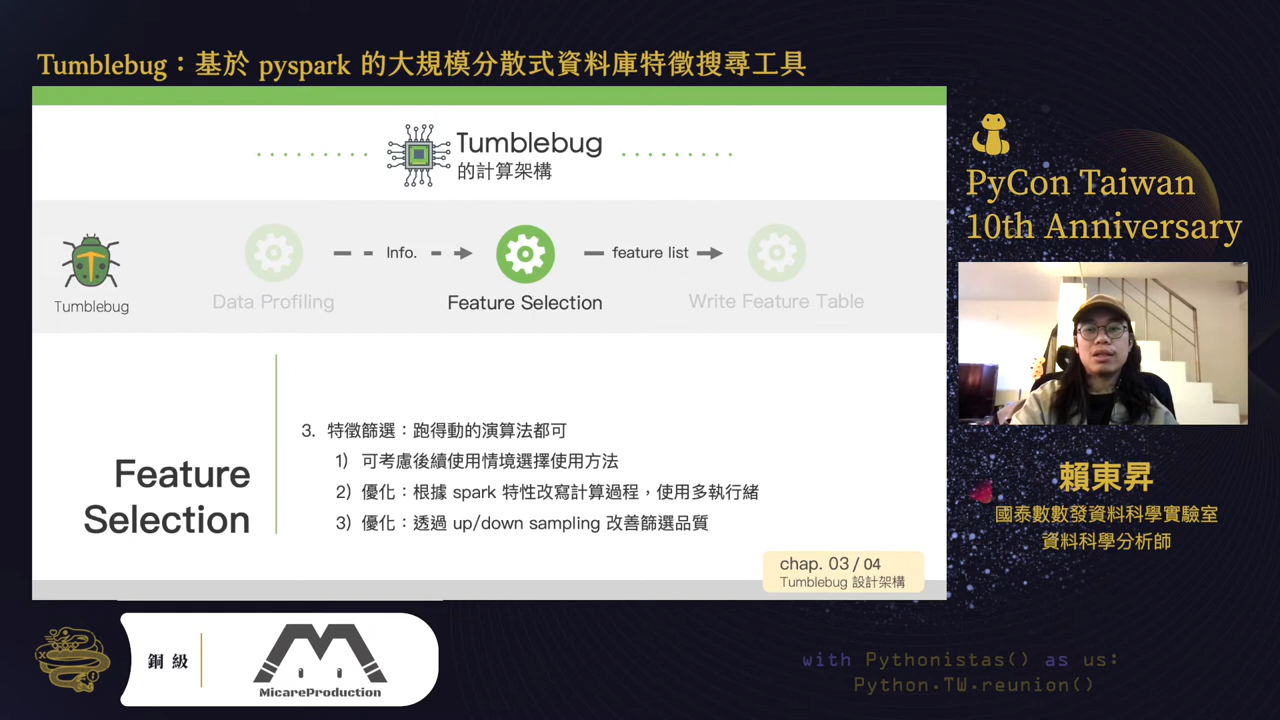 Tumblebug：基於 pyspark 的大規模分散式資料庫特徵搜尋工具
Tumblebug
的計算架構
Tumblebug
Data Profiling
Info.
Feature Selection
feature list
Write Feature Table
Feature
Selection
3. 特徵篩選：跑得動的演算法都可
1) 可考慮後續使用情境選擇使用方法
2) 優化：根據 spark 特性改寫計算過程，使用多執行緒
3) 優化：透過 up/down sampling 改善篩選品質
chap. 03 / 04
Tumblebug 設計架構
PyCon Taiwan
10th Anniversary
賴東昇
國泰數數發資料科學實驗室
資料科學分析師
銅級
MicareProduction
with Pythonistas() as us:
Python.TW.reunion()